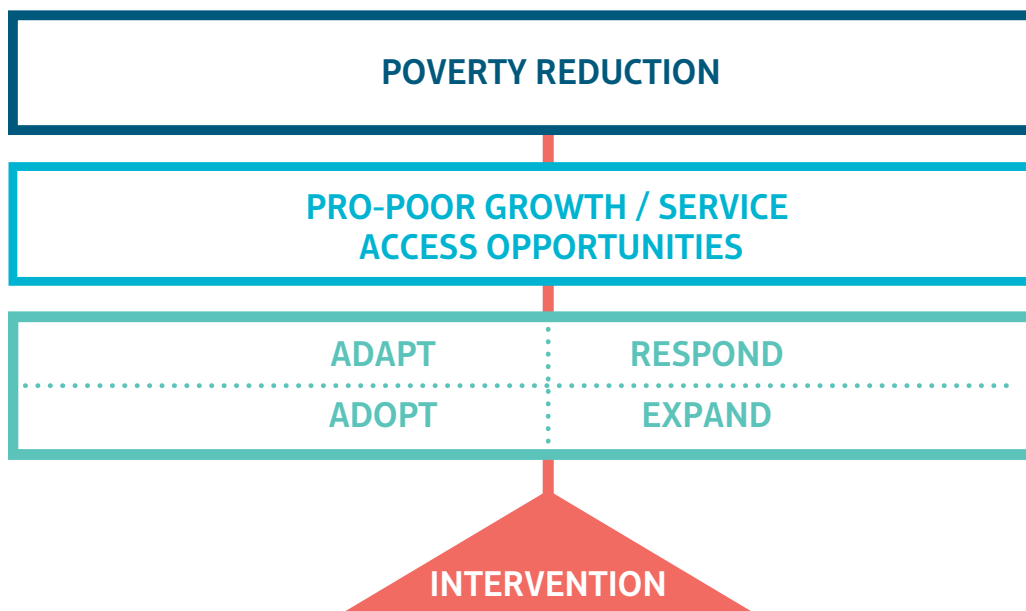 POVERTY REDUCTION
PRO-POOR GROWTH / SERVICE
ACCESS OPPORTUNITIES
ADAPT
RESPOND
ADOPT
EXPAND
INTERVENTION